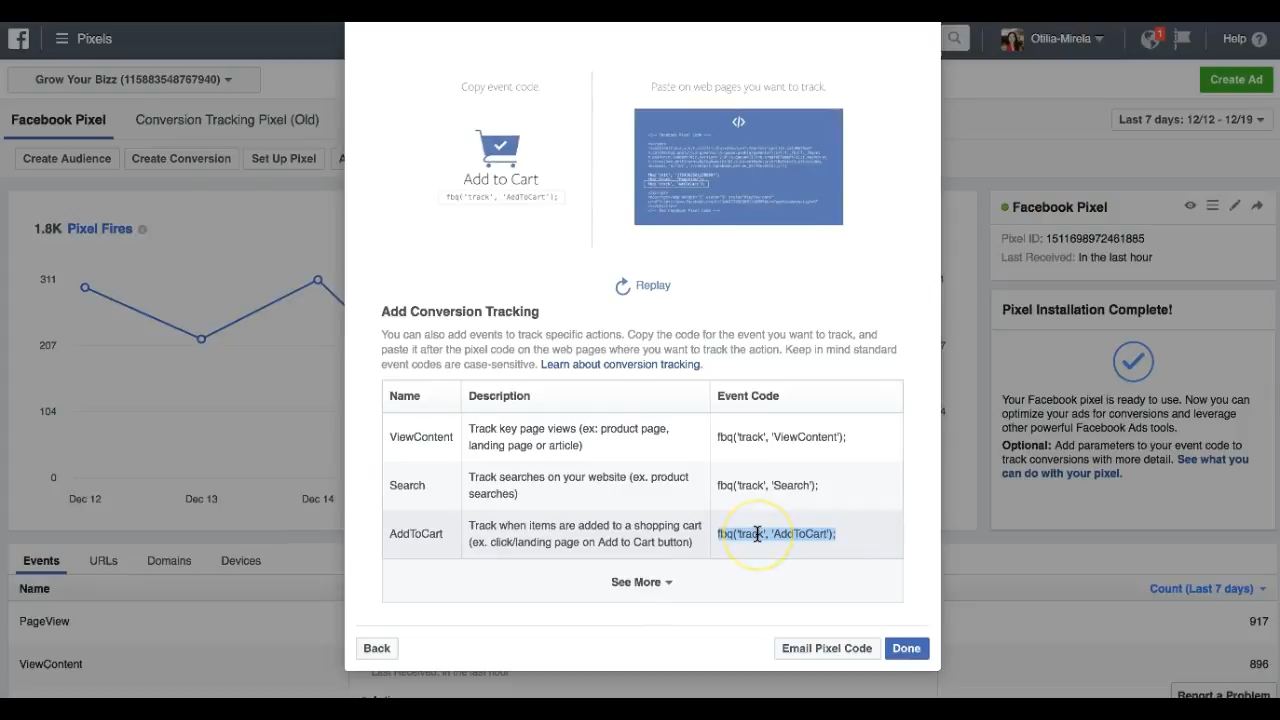 Pixels
Otilia-Mirela
1
Help
Grow Your Bizz (115883548767940)
Create Ad
Facebook Pixel
Conversion Tracking Pixel (Old)
Last 7 days: 12/12 - 12/19
Create Audience
Create Conversion
Set Up Pixel
A
1.8K Pixel Fires
311
207
104
0
Dec 12
Dec 13
Dec 14
Copy event code.
Paste on web pages you want to track.
Add to Cart
fbq('track', 'AddToCart');
</>
Replay
Add Conversion Tracking
You can also add events to track specific actions. Copy the code for the event you want to track, and
paste it after the pixel code on the web pages where you want to track the action. Keep in mind standard
event codes are case-sensitive. Learn about conversion tracking.
Name Description Event Code
ViewContent
Track key page views (ex: product page,
landing page or article)
fbq('track', 'ViewContent');
Search
Track searches on your website (ex. product
searches)
fbq('track', 'Search');
AddToCart
Track when items are added to a shopping cart
(ex. click/landing page on Add to Cart button)
fbq('track', 'AddToCart');
See More
Back
Email Pixel Code
Done
Last Received: In the last hour
Facebook Pixel
Pixel ID: 1511698972461885
Last Received: In the last hour
Pixel Installation Complete!
Your Facebook pixel is ready to use. Now you can
optimize your ads for conversions and leverage
other powerful Facebook Ads tools.
Optional: Add parameters to your event code to
track conversions with more detail. See what you
can do with your pixel.
Events
URLs
Domains
Devices
Name
Count (Last 7 days)
PageView
917
ViewContent
896
Report a Problem